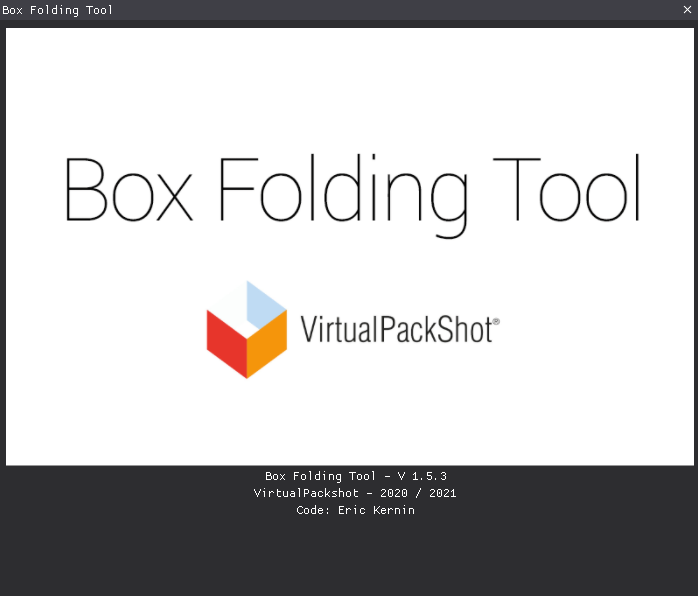 Box Folding Tool
Box Folding Tool
VirtualPackShot®
Box Folding Tool - V 1.5.3
VirtualPackshot - 2020 / 2021
Code: Eric Kernin